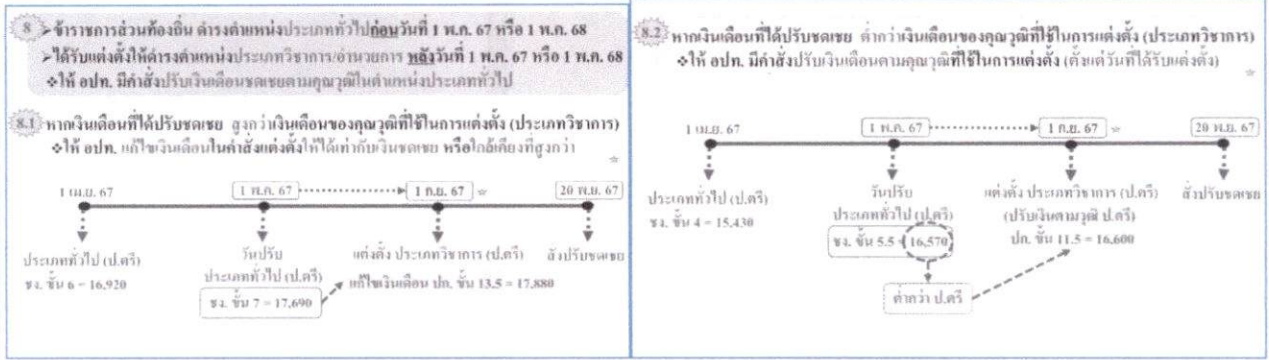 8 ➢ ข้าราชการส่วนท้องถิ่น ดำรงตำแหน่งประเภททั่วไปก่อนวันที่ 1 พ.ค. 67 หรือ 1 พ.ค. 68
➢ ได้รับแต่งตั้งให้ดำรงตำแหน่งประเภทวิชาการ/อำนวยการ หลังวันที่ 1 พ.ค. 67 หรือ 1 พ.ค. 68
❖ ให้ อปท. มีคำสั่งปรับเงินเดือนชดเชยตามคุณวุฒิในตำแหน่งประเภททั่วไป
8.1 หากเงินเดือนที่ได้ปรับชดเชย สูงกว่าเงินเดือนของคุณวุฒิที่ใช้ในการแต่งตั้ง (ประเภทวิชาการ)
❖ ให้ อปท. แก้ไขเงินเดือนในคำสั่งแต่งตั้งให้ได้เท่ากับเงินชดเชย หรือใกล้เคียงที่สูงกว่า
1 เม.ย. 67 1 พ.ค. 67 1 ก.ย. 67 20 พ.ย. 67
ประเภททั่วไป (ป.ตรี) วันปรับ แต่งตั้ง ประเภทวิชาการ (ป.ตรี) สั่งปรับชดเชย
ชง. ขั้น 6 = 16,920 ประเภททั่วไป (ป.ตรี) แก้ไขเงินเดือน ปก. ขั้น 13.5 = 17,880
ชง. ขั้น 7 = 17,690
8.2 หากเงินเดือนที่ได้ปรับชดเชย ต่ำกว่าเงินเดือนของคุณวุฒิที่ใช้ในการแต่งตั้ง (ประเภทวิชาการ)
❖ ให้ อปท. มีคำสั่งปรับเงินเดือนตามคุณวุฒิที่ใช้ในการแต่งตั้ง (ตั้งแต่วันที่ได้รับแต่งตั้ง)
1 เม.ย. 67 1 พ.ค. 67 1 ก.ย. 67 20 พ.ย. 67
ประเภททั่วไป (ป.ตรี) วันปรับ แต่งตั้ง ประเภทวิชาการ (ป.ตรี) สั่งปรับชดเชย
ชง. ขั้น 4 = 15,430 ประเภททั่วไป (ป.ตรี) (ปรับเงินตามวุฒิ ป.ตรี)
ชง. ขั้น 5.5 = 16,570 ปก. ขั้น 11.5 = 16,600
ต่ำกว่า ป.ตรี